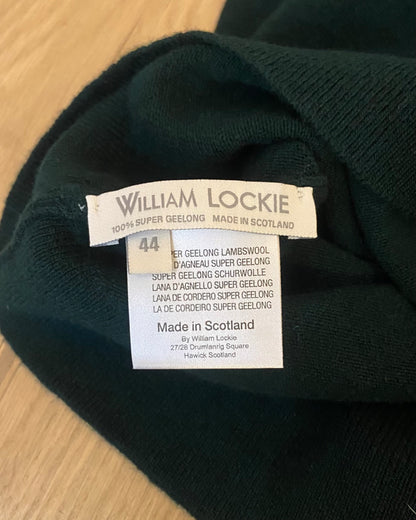 WILLIAM LOCKIE
100% SUPER GEELONG MADE IN SCOTLAND
44
SUPER GEELONG LAMBSWOOL
D'AGNEAU SUPER GEELONG
SUPER GEELONG SCHURWOLLE
LANA D'AGNELLO SUPER GEELONG
LANA DE CORDERO SUPER GEELONG
LA DE CORDEIRO SUPER GEELONG
Made in Scotland
By William Lockie
27/28 Drumlanrig Square
Hawick Scotland